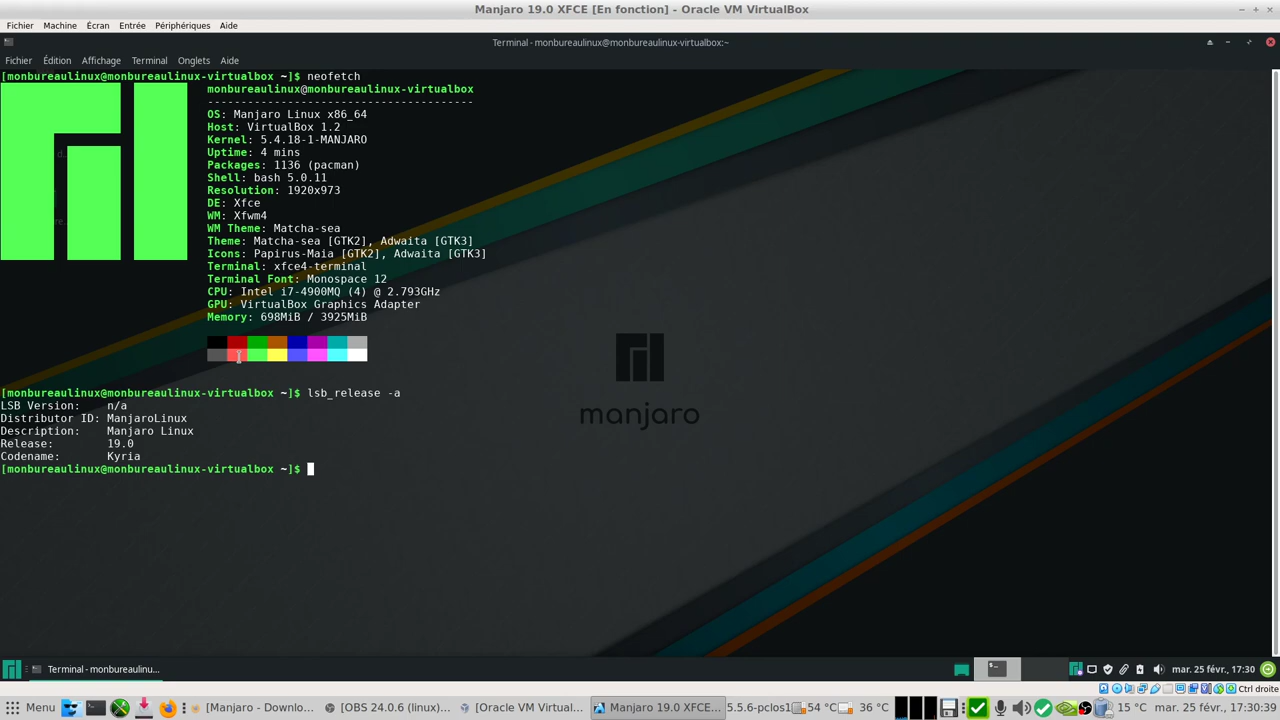 Manjaro 19.0 XFCE [En fonction] - Oracle VM VirtualBox
Fichier Machine Écran Entrée Périphériques Aide
Terminal - monbureaulinux@monbureaulinux-virtualbox:~
Fichier Édition Affichage Terminal Onglets Aide
[monbureaulinux@monbureaulinux-virtualbox ~]$ neofetch
monbureaulinux@monbureaulinux-virtualbox
----------------------------------------
OS: Manjaro Linux x86_64
Host: VirtualBox 1.2
Kernel: 5.4.18-1-MANJARO
Uptime: 4 mins
Packages: 1136 (pacman)
Shell: bash 5.0.11
Resolution: 1920x973
DE: Xfce
WM: Xfwm4
WM Theme: Matcha-sea
Theme: Matcha-sea [GTK2], Adwaita [GTK3]
Icons: Papirus-Maia [GTK2], Adwaita [GTK3]
Terminal: xfce4-terminal
Terminal Font: Monospace 12
CPU: Intel i7-4900MQ (4) @ 2.793GHz
GPU: VirtualBox Graphics Adapter
Memory: 698MiB / 3925MiB
[monbureaulinux@monbureaulinux-virtualbox ~]$ lsb_release -a
LSB Version: n/a
Distributor ID: ManjaroLinux
Description: Manjaro Linux
Release: 19.0
Codename: Kyria
[monbureaulinux@monbureaulinux-virtualbox ~]$
manjaro
Terminal - monbureaulinu...
mar. 25 févr., 17:30
Ctrl droite
Menu [Manjaro - Konllo... [OBS 24.0.6 (linux)... [Oracle VM Virtual... Manjaro 19.0 XFCE... 5.5.6-pclos1 54 °C 36 °C 15 °C mar. 25 févr., 17:30:39